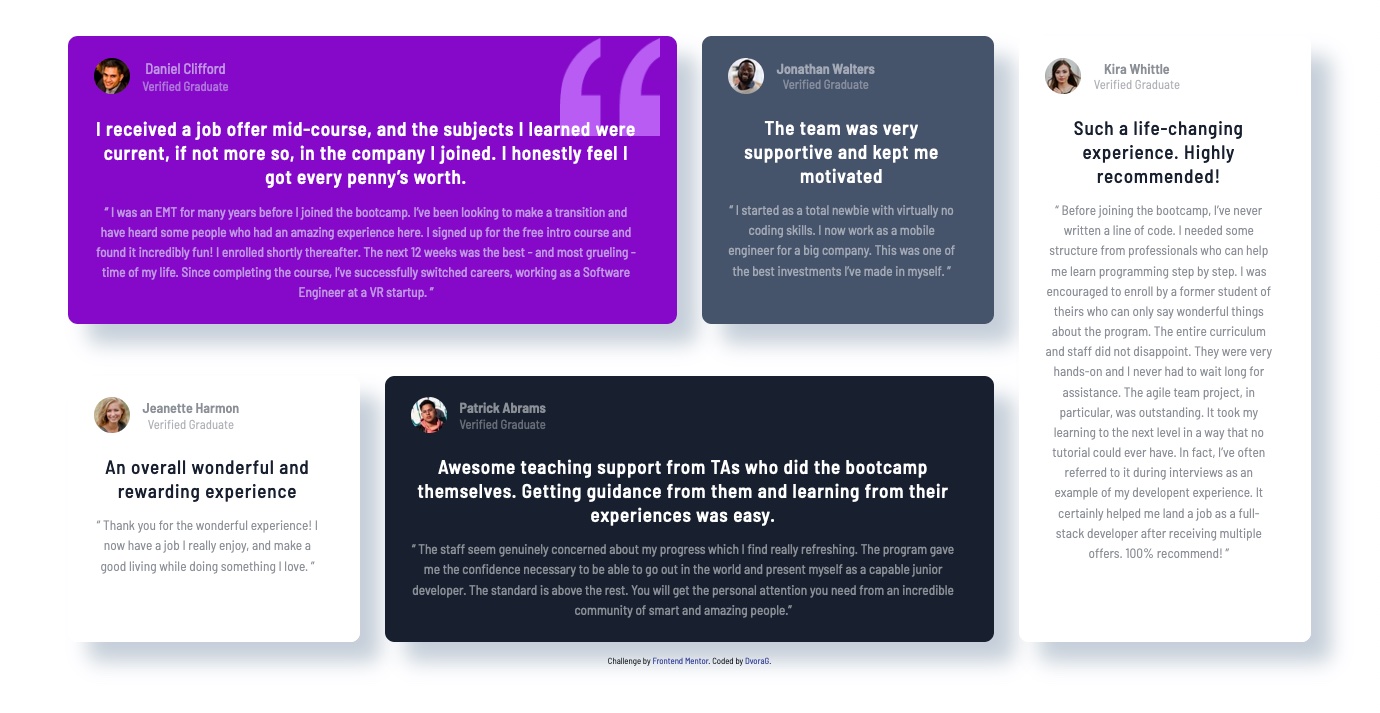 Daniel Clifford
Verified Graduate
I received a job offer mid-course, and the subjects I learned were
current, if not more so, in the company I joined. I honestly feel I
got every penny’s worth.
“ I was an EMT for many years before I joined the bootcamp. I’ve been looking to make a transition and
have heard some people who had an amazing experience here. I signed up for the free intro course and
found it incredibly fun! I enrolled shortly thereafter. The next 12 weeks was the best - and most grueling -
time of my life. Since completing the course, I’ve successfully switched careers, working as a Software
Engineer at a VR startup. ”
Jonathan Walters
Verified Graduate
The team was very
supportive and kept me
motivated
“ I started as a total newbie with virtually no
coding skills. I now work as a mobile
engineer for a big company. This was one of
the best investments I’ve made in myself. ”
Kira Whittle
Verified Graduate
Such a life-changing
experience. Highly
recommended!
“ Before joining the bootcamp, I’ve never
written a line of code. I needed some
structure from professionals who can help
me learn programming step by step. I was
encouraged to enroll by a former student of
theirs who can only say wonderful things
about the program. The entire curriculum
and staff did not disappoint. They were very
hands-on and I never had to wait long for
assistance. The agile team project, in
particular, was outstanding. It took my
learning to the next level in a way that no
tutorial could ever have. In fact, I’ve often
referred to it during interviews as an
example of my developent experience. It
certainly helped me land a job as a full-
stack developer after receiving multiple
offers. 100% recommend! ”
Jeanette Harmon
Verified Graduate
An overall wonderful and
rewarding experience
“ Thank you for the wonderful experience! I
now have a job I really enjoy, and make a
good living while doing something I love. ”
Patrick Abrams
Verified Graduate
Awesome teaching support from TAs who did the bootcamp
themselves. Getting guidance from them and learning from their
experiences was easy.
“ The staff seem genuinely concerned about my progress which I find really refreshing. The program gave
me the confidence necessary to be able to go out in the world and present myself as a capable junior
developer. The standard is above the rest. You will get the personal attention you need from an incredible
community of smart and amazing people.”
Challenge by Frontend Mentor. Coded by DvoraG.